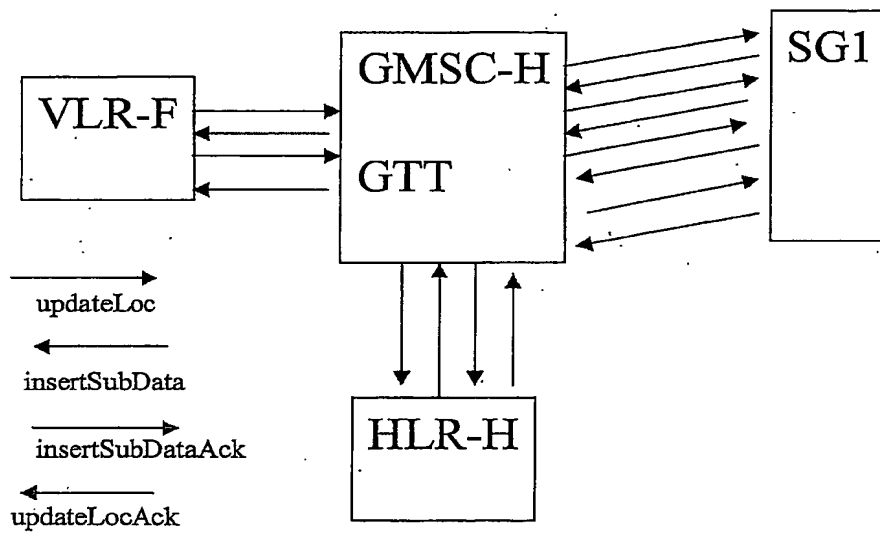 VLR-F
GMSC-H
GTT
SG1
HLR-H
updateLoc
insertSubData
insertSubDataAck
updateLocAck